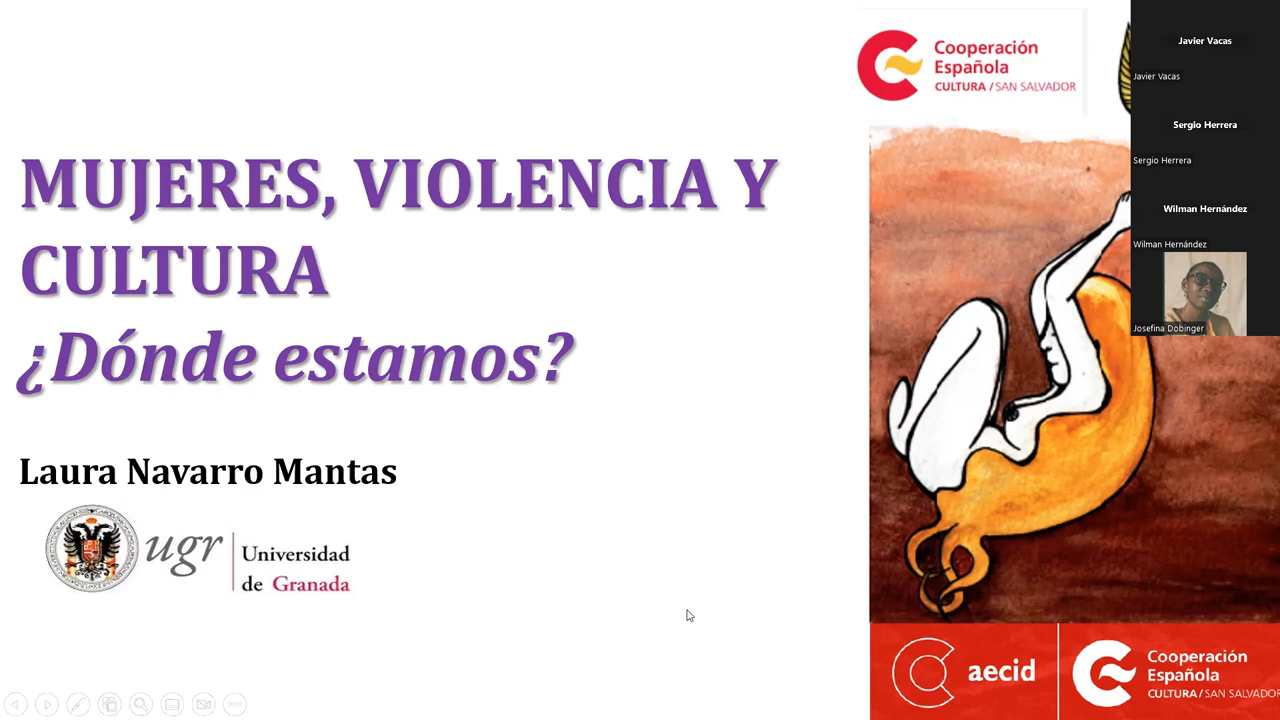 MUJERES, VIOLENCIA Y
CULTURA
¿Dónde estamos?
Laura Navarro Mantas
ugr
Universidad
de Granada
Cooperación
Española
CULTURA / SAN SALVADOR
Javier Vacas
Javier Vacas
Sergio Herrera
Sergio Herrera
Wilman Hernández
Wilman Hernández
Josefina Dobinger
aecid
Cooperación
Española
CULTURA / SAN SALVADOR